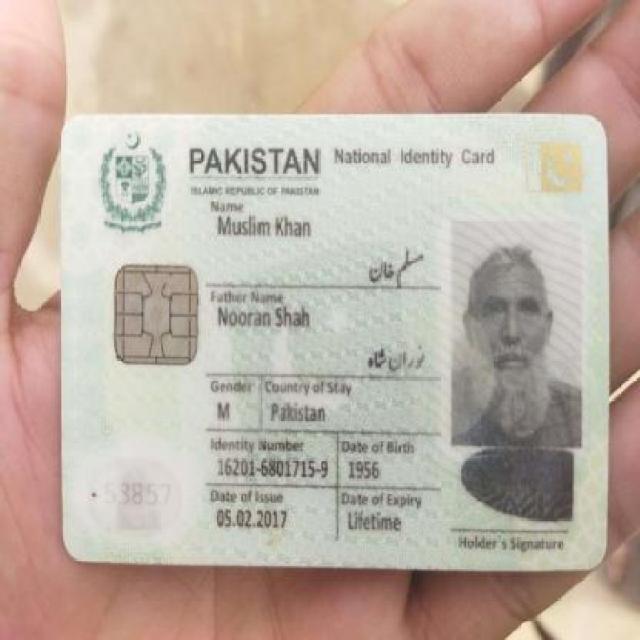 PAKISTAN National Identity Card
ISLAMIC REPUBLIC OF PAKISTAN
Name
Muslim Khan
مسلم خان
Father Name
Nooran Shah
نوران شاہ
Gender Country of Stay
M Pakistan
Identity Number Date of Birth
16201-6801715-9 1956
Date of Issue Date of Expiry
05.02.2017 Lifetime
53857
Holder's Signature